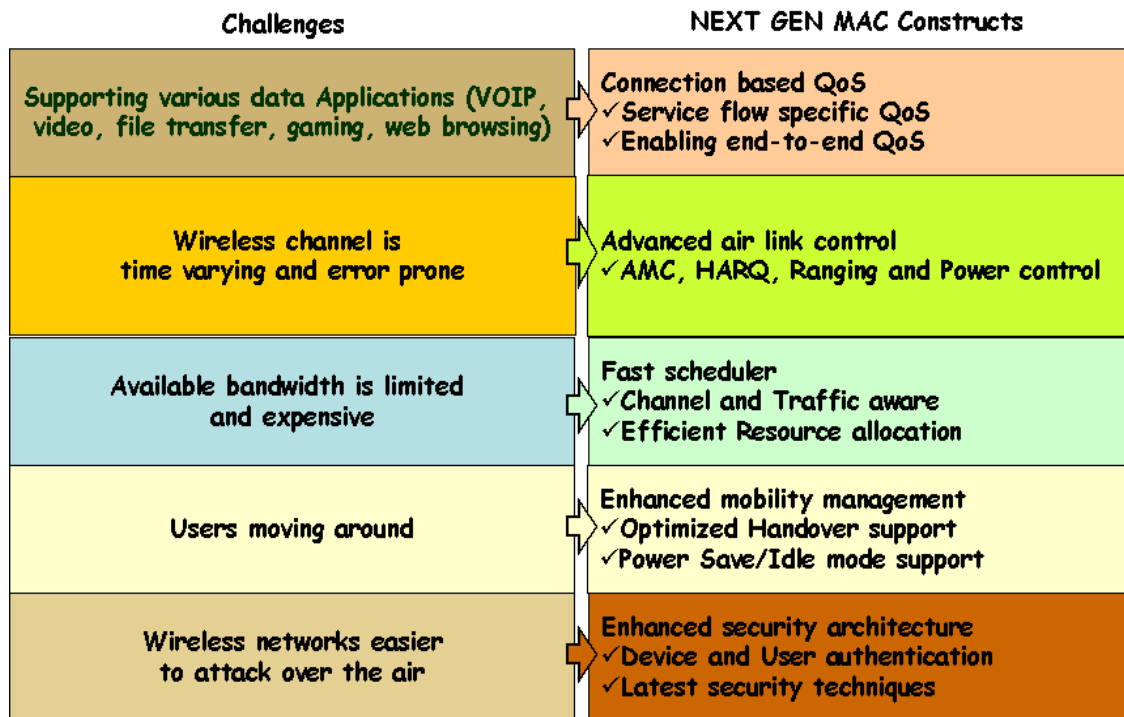 Challenges
NEXT GEN MAC Constructs
Supporting various data Applications (VOIP,
video, file transfer, gaming, web browsing)
Connection based QoS
✓Service flow specific QoS
✓Enabling end-to-end QoS
Wireless channel is
time varying and error prone
Advanced air link control
✓AMC, HARQ, Ranging and Power control
Available bandwidth is limited
and expensive
Fast scheduler
✓Channel and Traffic aware
✓Efficient Resource allocation
Users moving around
Enhanced mobility management
✓Optimized Handover support
✓Power Save/Idle mode support
Wireless networks easier
to attack over the air
Enhanced security architecture
✓Device and User authentication
✓Latest security techniques